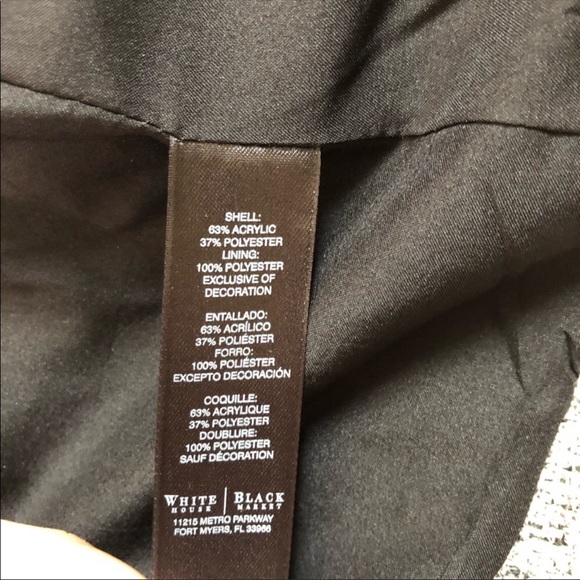 SHELL:
63% ACRYLIC
37% POLYESTER
LINING:
100% POLYESTER
EXCLUSIVE OF
DECORATION
ENTALLADO:
63% ACRÍLICO
37% POLIÉSTER
FORRO:
100% POLIÉSTER
EXCEPTO DECORACIÓN
COQUILLE:
63% ACRYLIQUE
37% POLYESTER
DOUBLURE:
100% POLYESTER
SAUF DÉCORATION
WHITE HOUSE | BLACK MARKET
11215 METRO PARKWAY
FORT MYERS, FL 33966